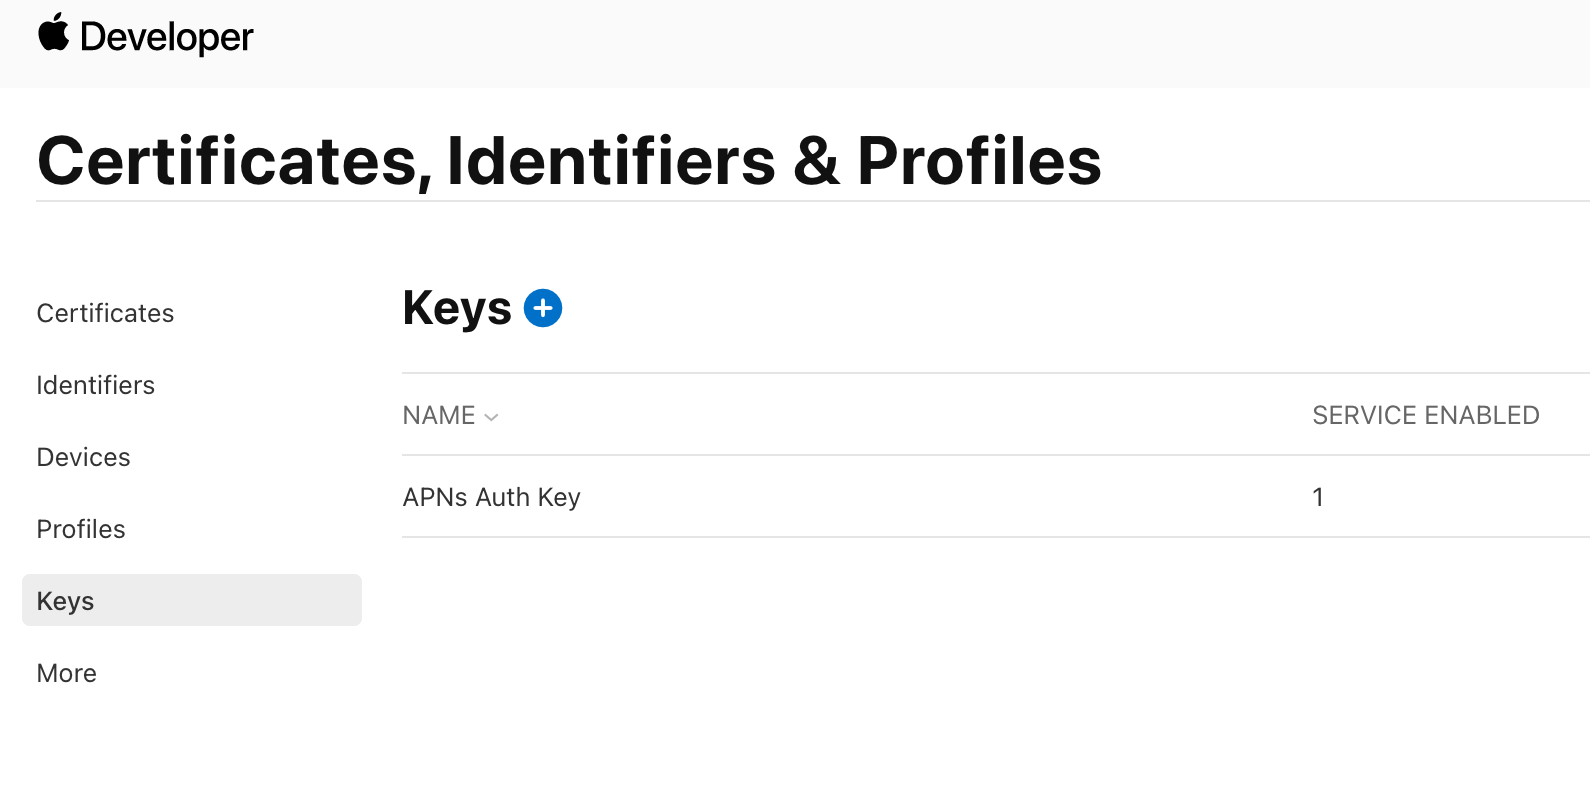 Developer
Certificates, Identifiers & Profiles
Certificates
Identifiers
Devices
Profiles
Keys
More
Keys
NAME SERVICE ENABLED
APNs Auth Key 1